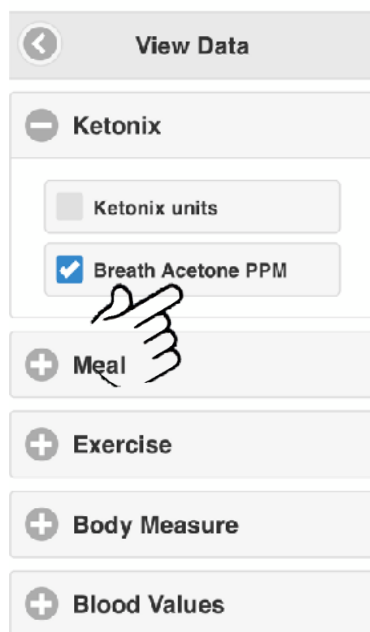 View Data
Ketonix
Ketonix units
Breath Acetone PPM
Meal
Exercise
Body Measure
Blood Values